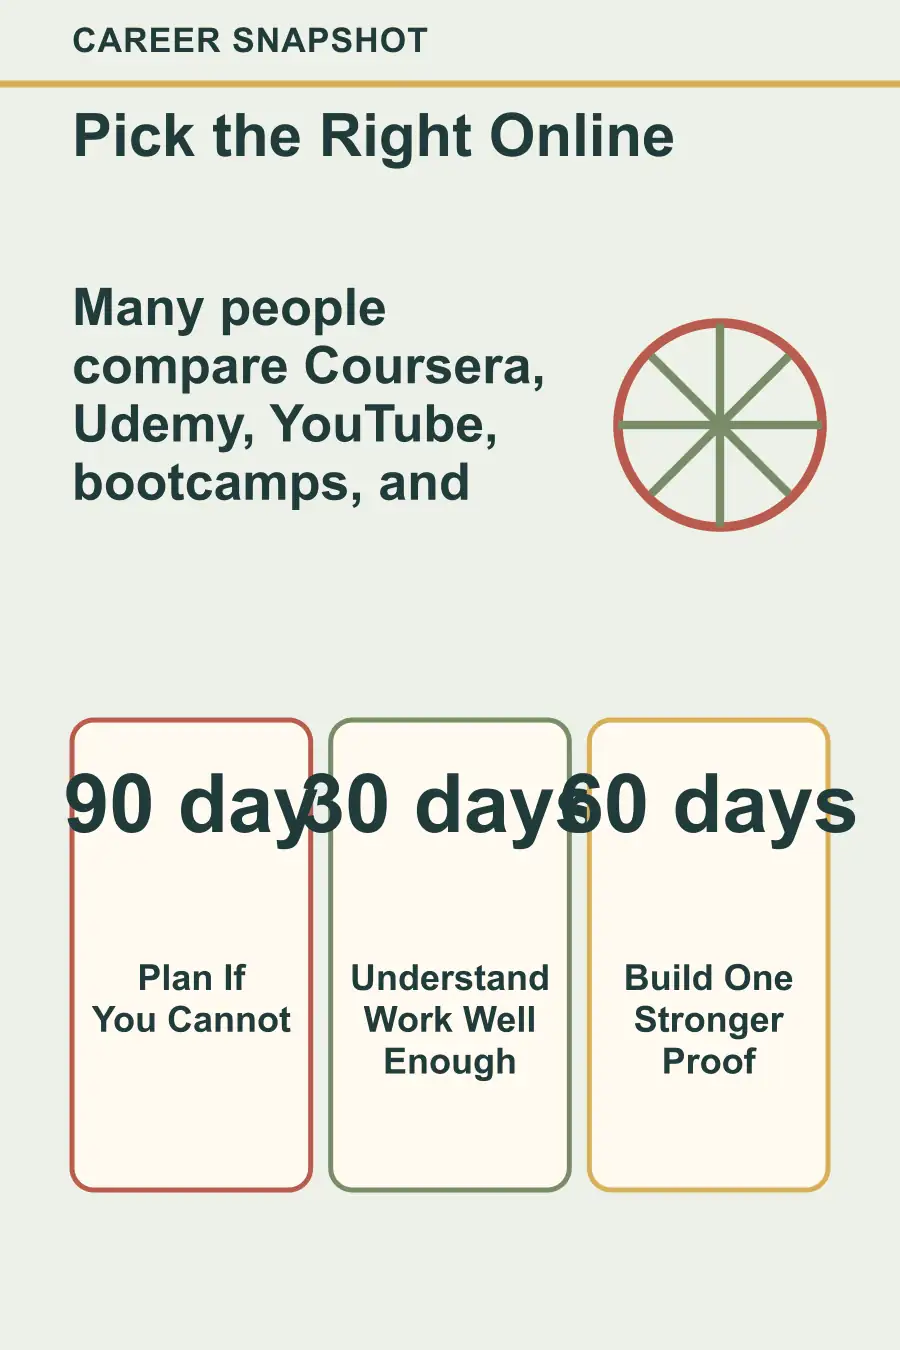 CAREER SNAPSHOT
Pick the Right Online
Many people
compare Coursera,
Udemy, YouTube,
bootcamps, and
90 days
30 days
60 days
Plan If
You Cannot
Understand
Work Well
Enough
Build One
Stronger
Proof